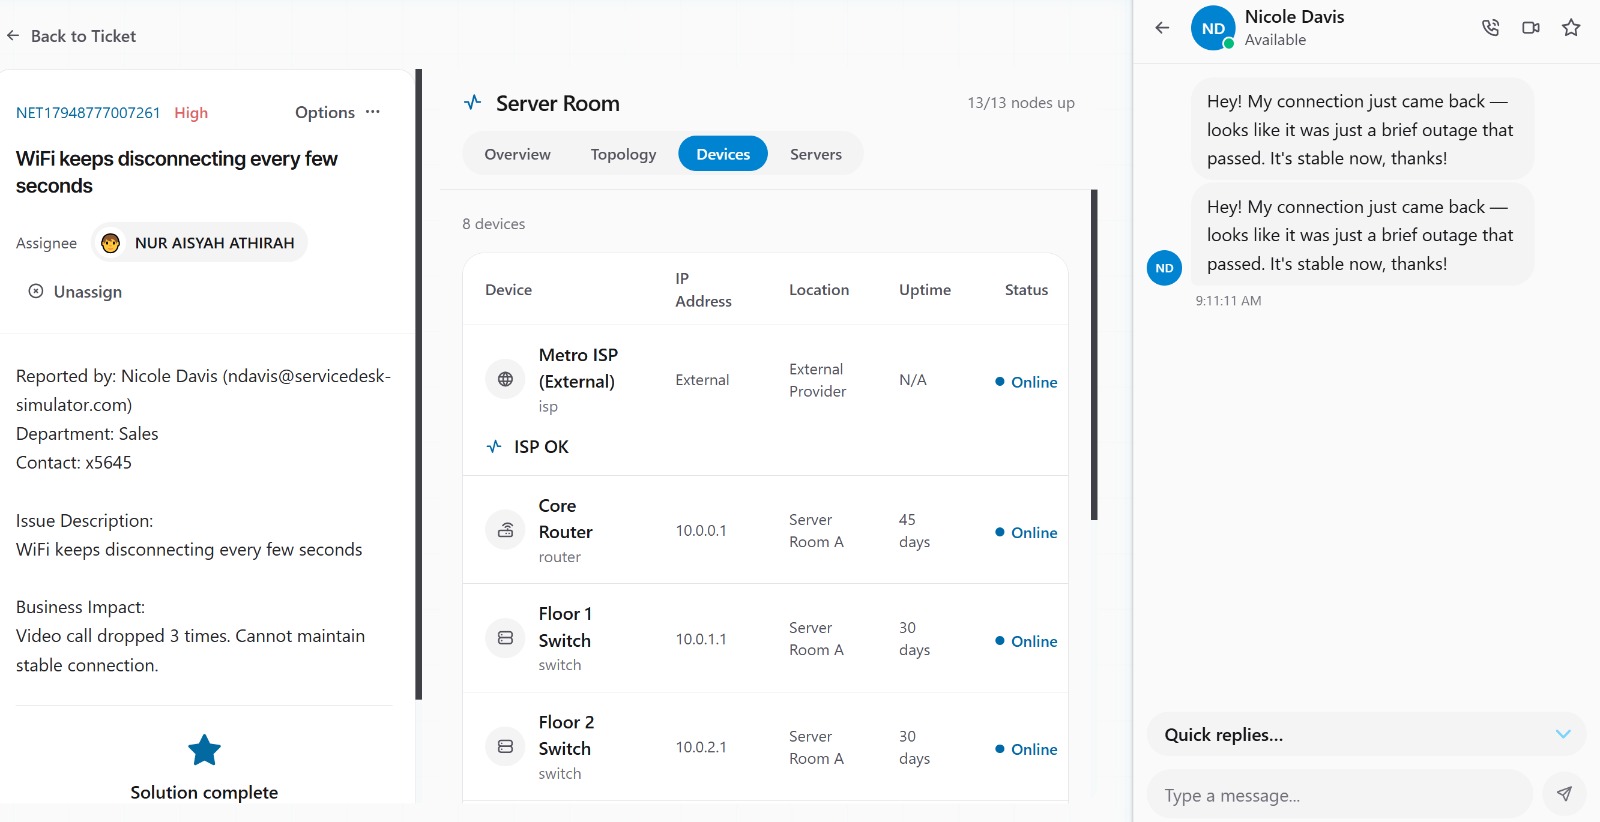 Back to Ticket
NET17948777007261 High Options ...
WiFi keeps disconnecting every few
seconds
Assignee NUR AISYAH ATHIRAH
Unassign
Reported by: Nicole Davis (ndavis@servicedesk-
simulator.com)
Department: Sales
Contact: x5645
Issue Description:
WiFi keeps disconnecting every few seconds
Business Impact:
Video call dropped 3 times. Cannot maintain
stable connection.
Solution complete
Server Room
13/13 nodes up
Overview Topology Devices Servers
8 devices
Device IP Address Location Uptime Status
Metro ISP
(External)
isp
External
External
Provider
N/A
Online
ISP OK
Core
Router
router
10.0.0.1
Server
Room A
45
days
Online
Floor 1
Switch
switch
10.0.1.1
Server
Room A
30
days
Online
Floor 2
Switch
switch
10.0.2.1
Server
Room A
30
days
Online
ND
Nicole Davis
Available
Hey! My connection just came back —
looks like it was just a brief outage that
passed. It's stable now, thanks!
Hey! My connection just came back —
looks like it was just a brief outage that
passed. It's stable now, thanks!
ND
9:11:11 AM
Quick replies...
Type a message...